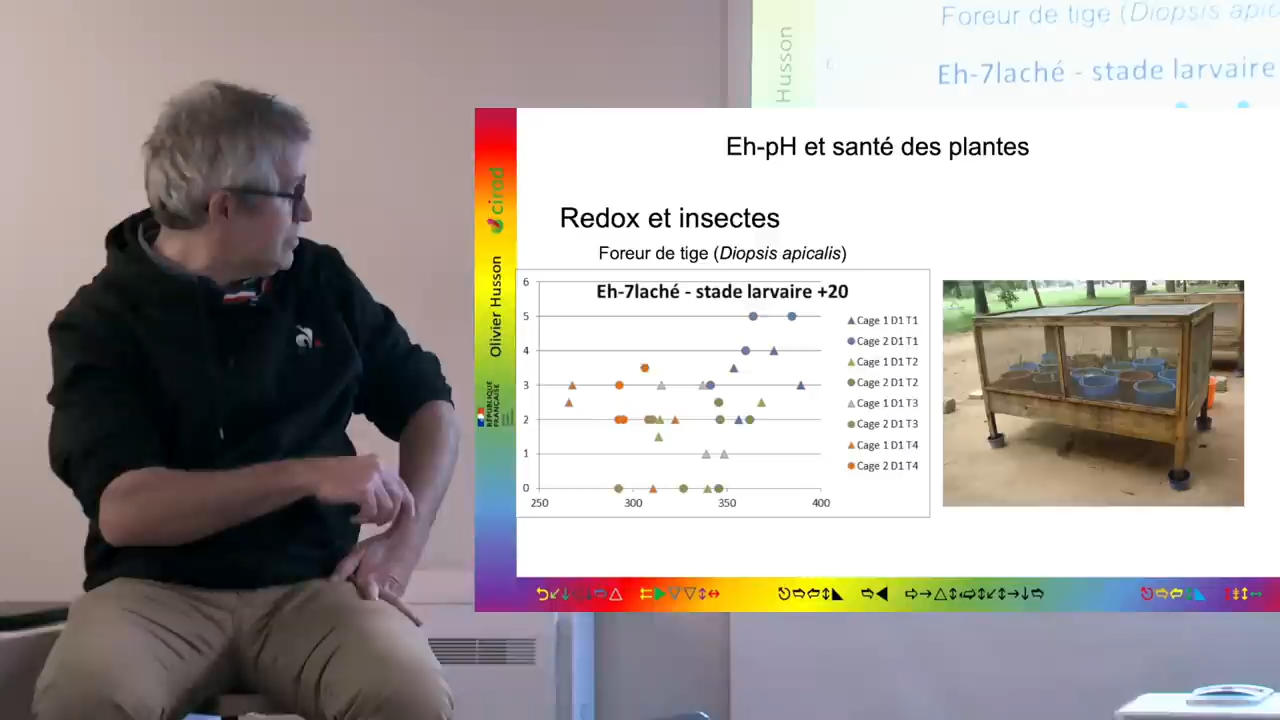 Foreur de tige (Diopsis apic
Husson
Eh-7laché - stade larvaire
Eh-pH et santé des plantes
cirad
Redox et insectes
Foreur de tige (Diopsis apicalis)
Olivier Husson
Eh-7laché - stade larvaire +20
6
5
4
3
2
1
0
250
300
350
400
Cage 1 D1 T1
Cage 2 D1 T1
Cage 1 D1 T2
Cage 2 D1 T2
Cage 1 D1 T3
Cage 2 D1 T3
Cage 1 D1 T4
Cage 2 D1 T4
RÉPUBLIQUE
FRANÇAISE